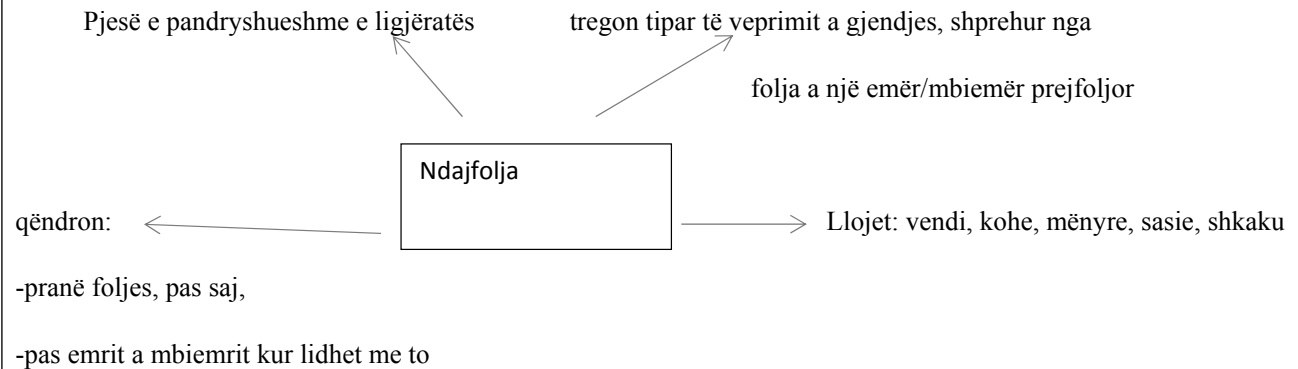 Pjesë e pandryshueshme e ligjëratës
tregon tipar të veprimit a gjendjes, shprehur nga
folja a një emër/mbiemër prejfoljor
Ndajfolja
qëndron:
-pranë foljes, pas saj,
-pas emrit a mbiemrit kur lidhet me to
Llojet: vendi, kohe, mënyre, sasie, shkaku